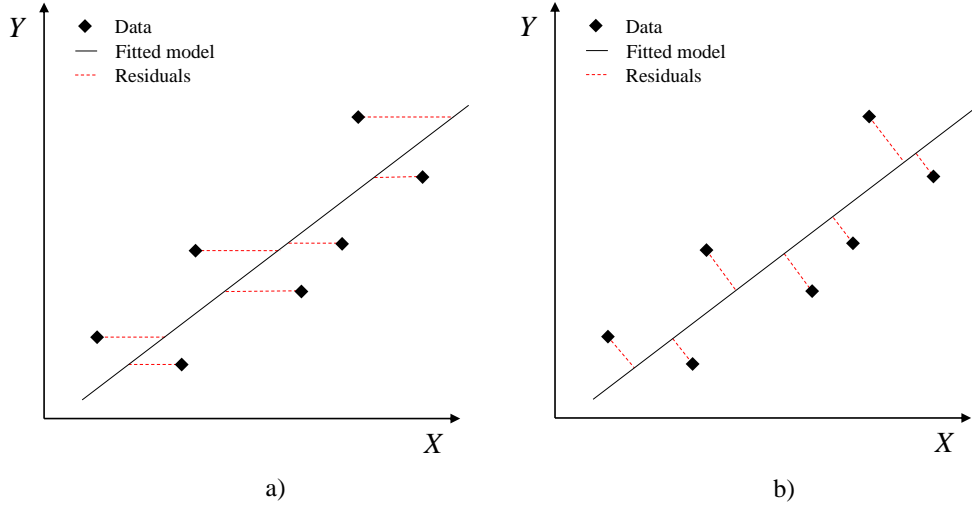 Y
Data
Fitted model
Residuals
X
a)
Y
Data
Fitted model
Residuals
X
b)